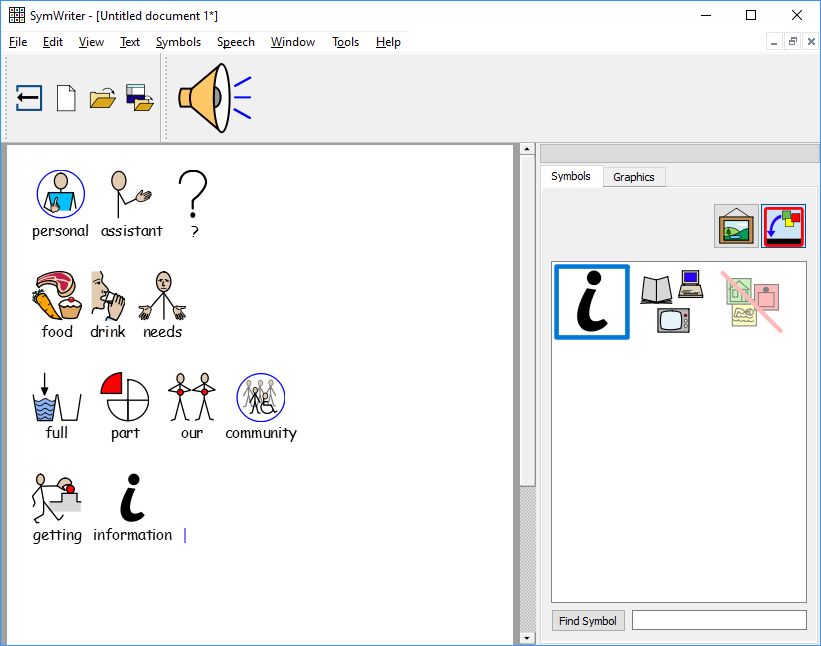 SymWriter - [Untitled document 1*]
File Edit View Text Symbols Speech Window Tools Help
personal assistant ?
food drink needs
full part our community
getting information
Symbols Graphics
Find Symbol